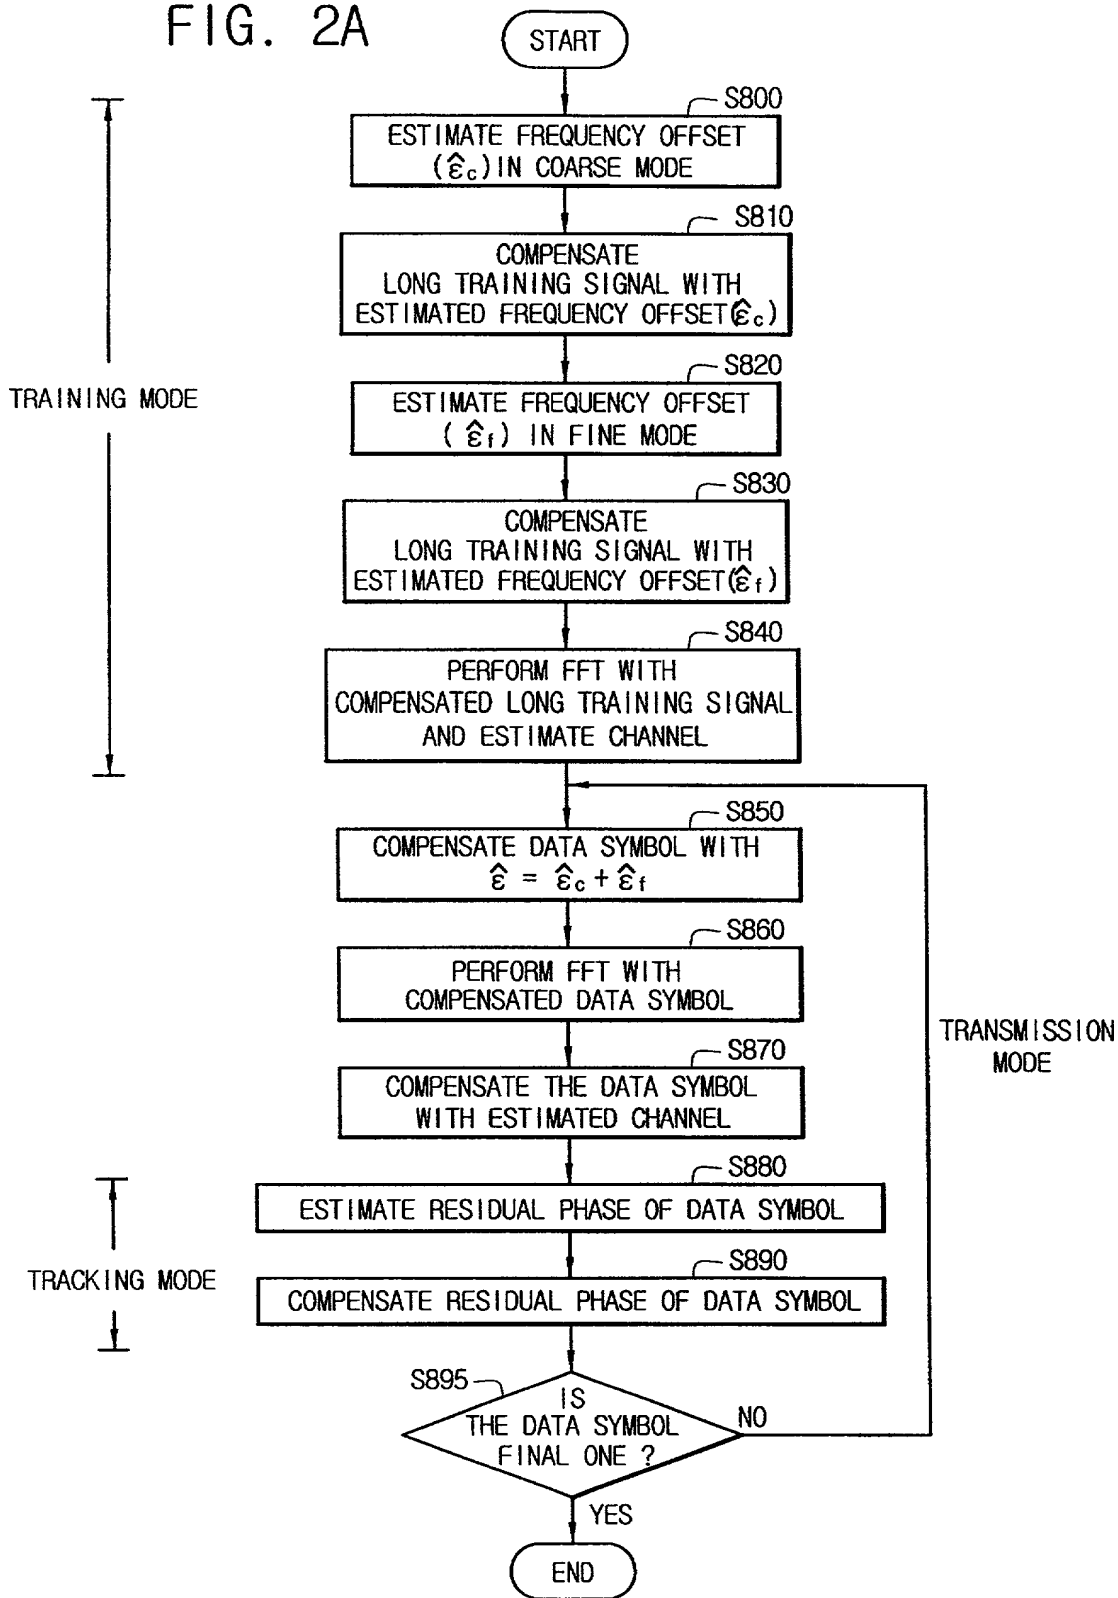 FIG. 2A
START
S800
ESTIMATE FREQUENCY OFFSET
(ε̂c) IN COARSE MODE
S810
COMPENSATE
LONG TRAINING SIGNAL WITH
ESTIMATED FREQUENCY OFFSET(ε̂c)
S820
ESTIMATE FREQUENCY OFFSET
( ε̂f) IN FINE MODE
TRAINING MODE
S830
COMPENSATE
LONG TRAINING SIGNAL WITH
ESTIMATED FREQUENCY OFFSET(ε̂f)
S840
PERFORM FFT WITH
COMPENSATED LONG TRAINING SIGNAL
AND ESTIMATE CHANNEL
S850
COMPENSATE DATA SYMBOL WITH
ε̂ = ε̂c + ε̂f
S860
PERFORM FFT WITH
COMPENSATED DATA SYMBOL
TRANSMISSION
MODE
S870
COMPENSATE THE DATA SYMBOL
WITH ESTIMATED CHANNEL
S880
ESTIMATE RESIDUAL PHASE OF DATA SYMBOL
TRACKING MODE
S890
COMPENSATE RESIDUAL PHASE OF DATA SYMBOL
S895
IS
THE DATA SYMBOL
FINAL ONE ?
NO
YES
END